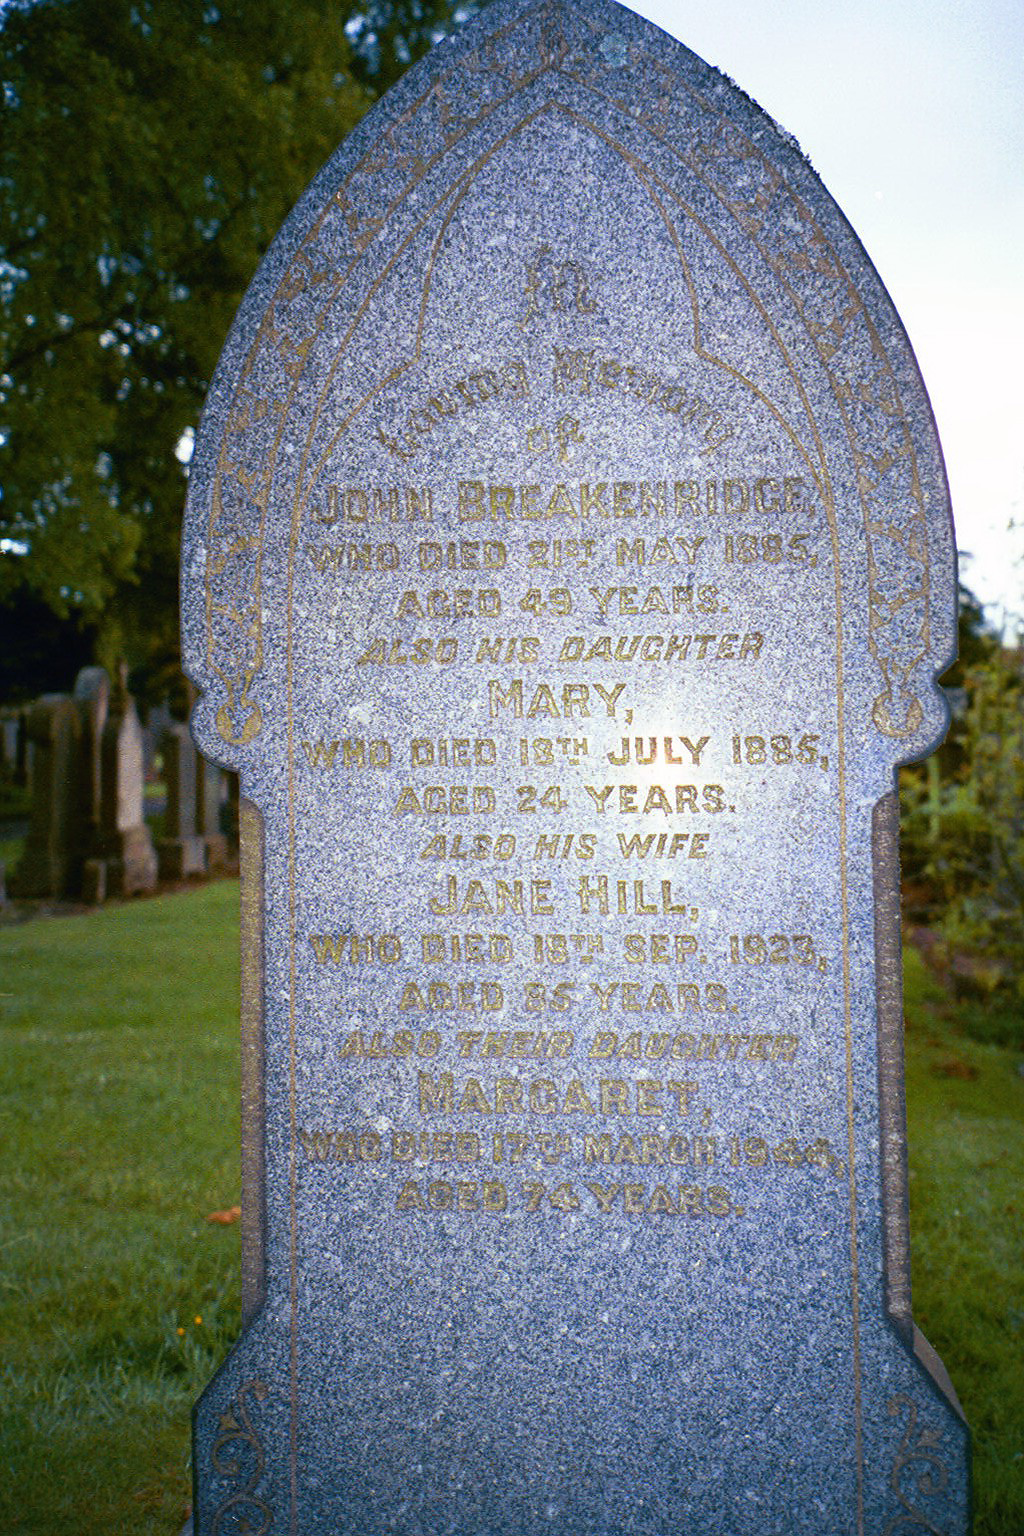 In
Loving Memory
of
JOHN BREAKENRIDGE,
WHO DIED 21ST MAY 1885,
AGED 49 YEARS.
ALSO HIS DAUGHTER
MARY,
WHO DIED 18TH JULY 1885,
AGED 24 YEARS.
ALSO HIS WIFE
JANE HILL,
WHO DIED 18TH SEP. 1923,
AGED 85 YEARS.
ALSO THEIR DAUGHTER
MARGARET,
WHO DIED 17TH MARCH 1944,
AGED 74 YEARS.